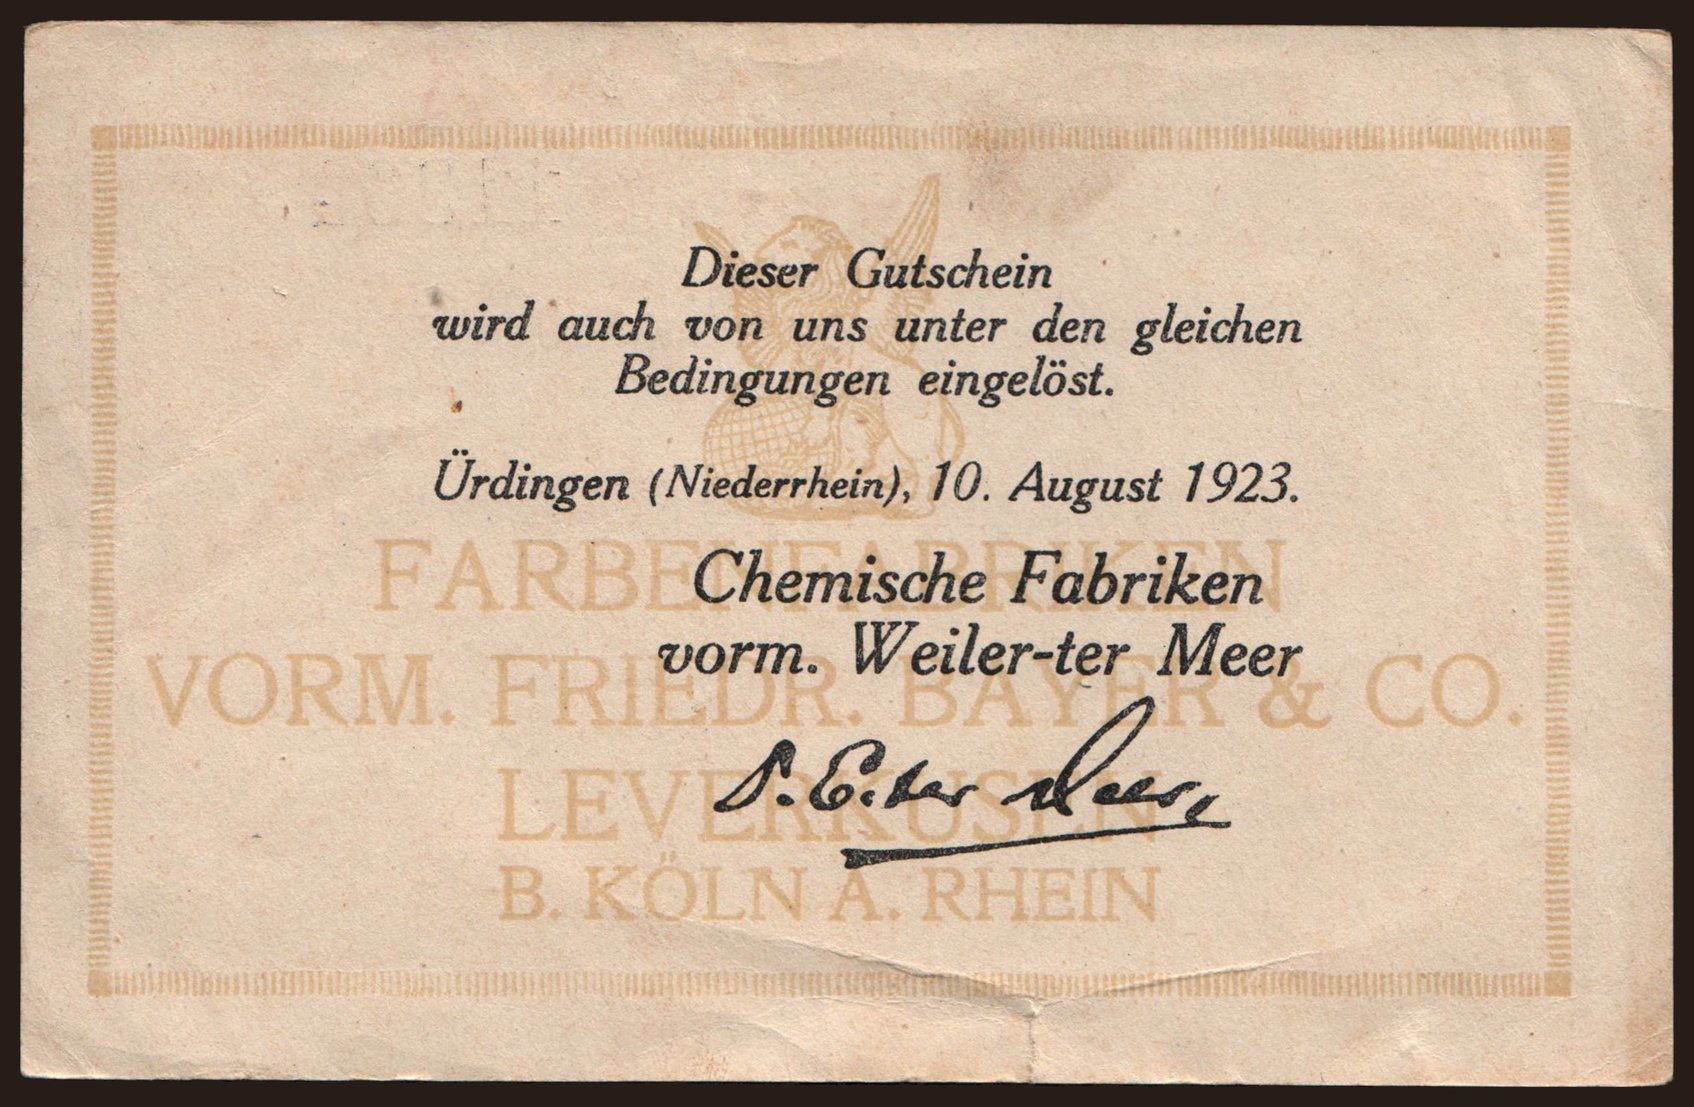 Dieser Gutschein
wird auch von uns unter den gleichen
Bedingungen eingelöst.
Ürdingen (Niederrhein), 10. August 1923.
FARBENFABRIKEN
Chemische Fabriken
vorm. Weiler-ter Meer
VORM. FRIEDR. BAYER & CO.
LEVERKUSEN
B. KÖLN A. RHEIN